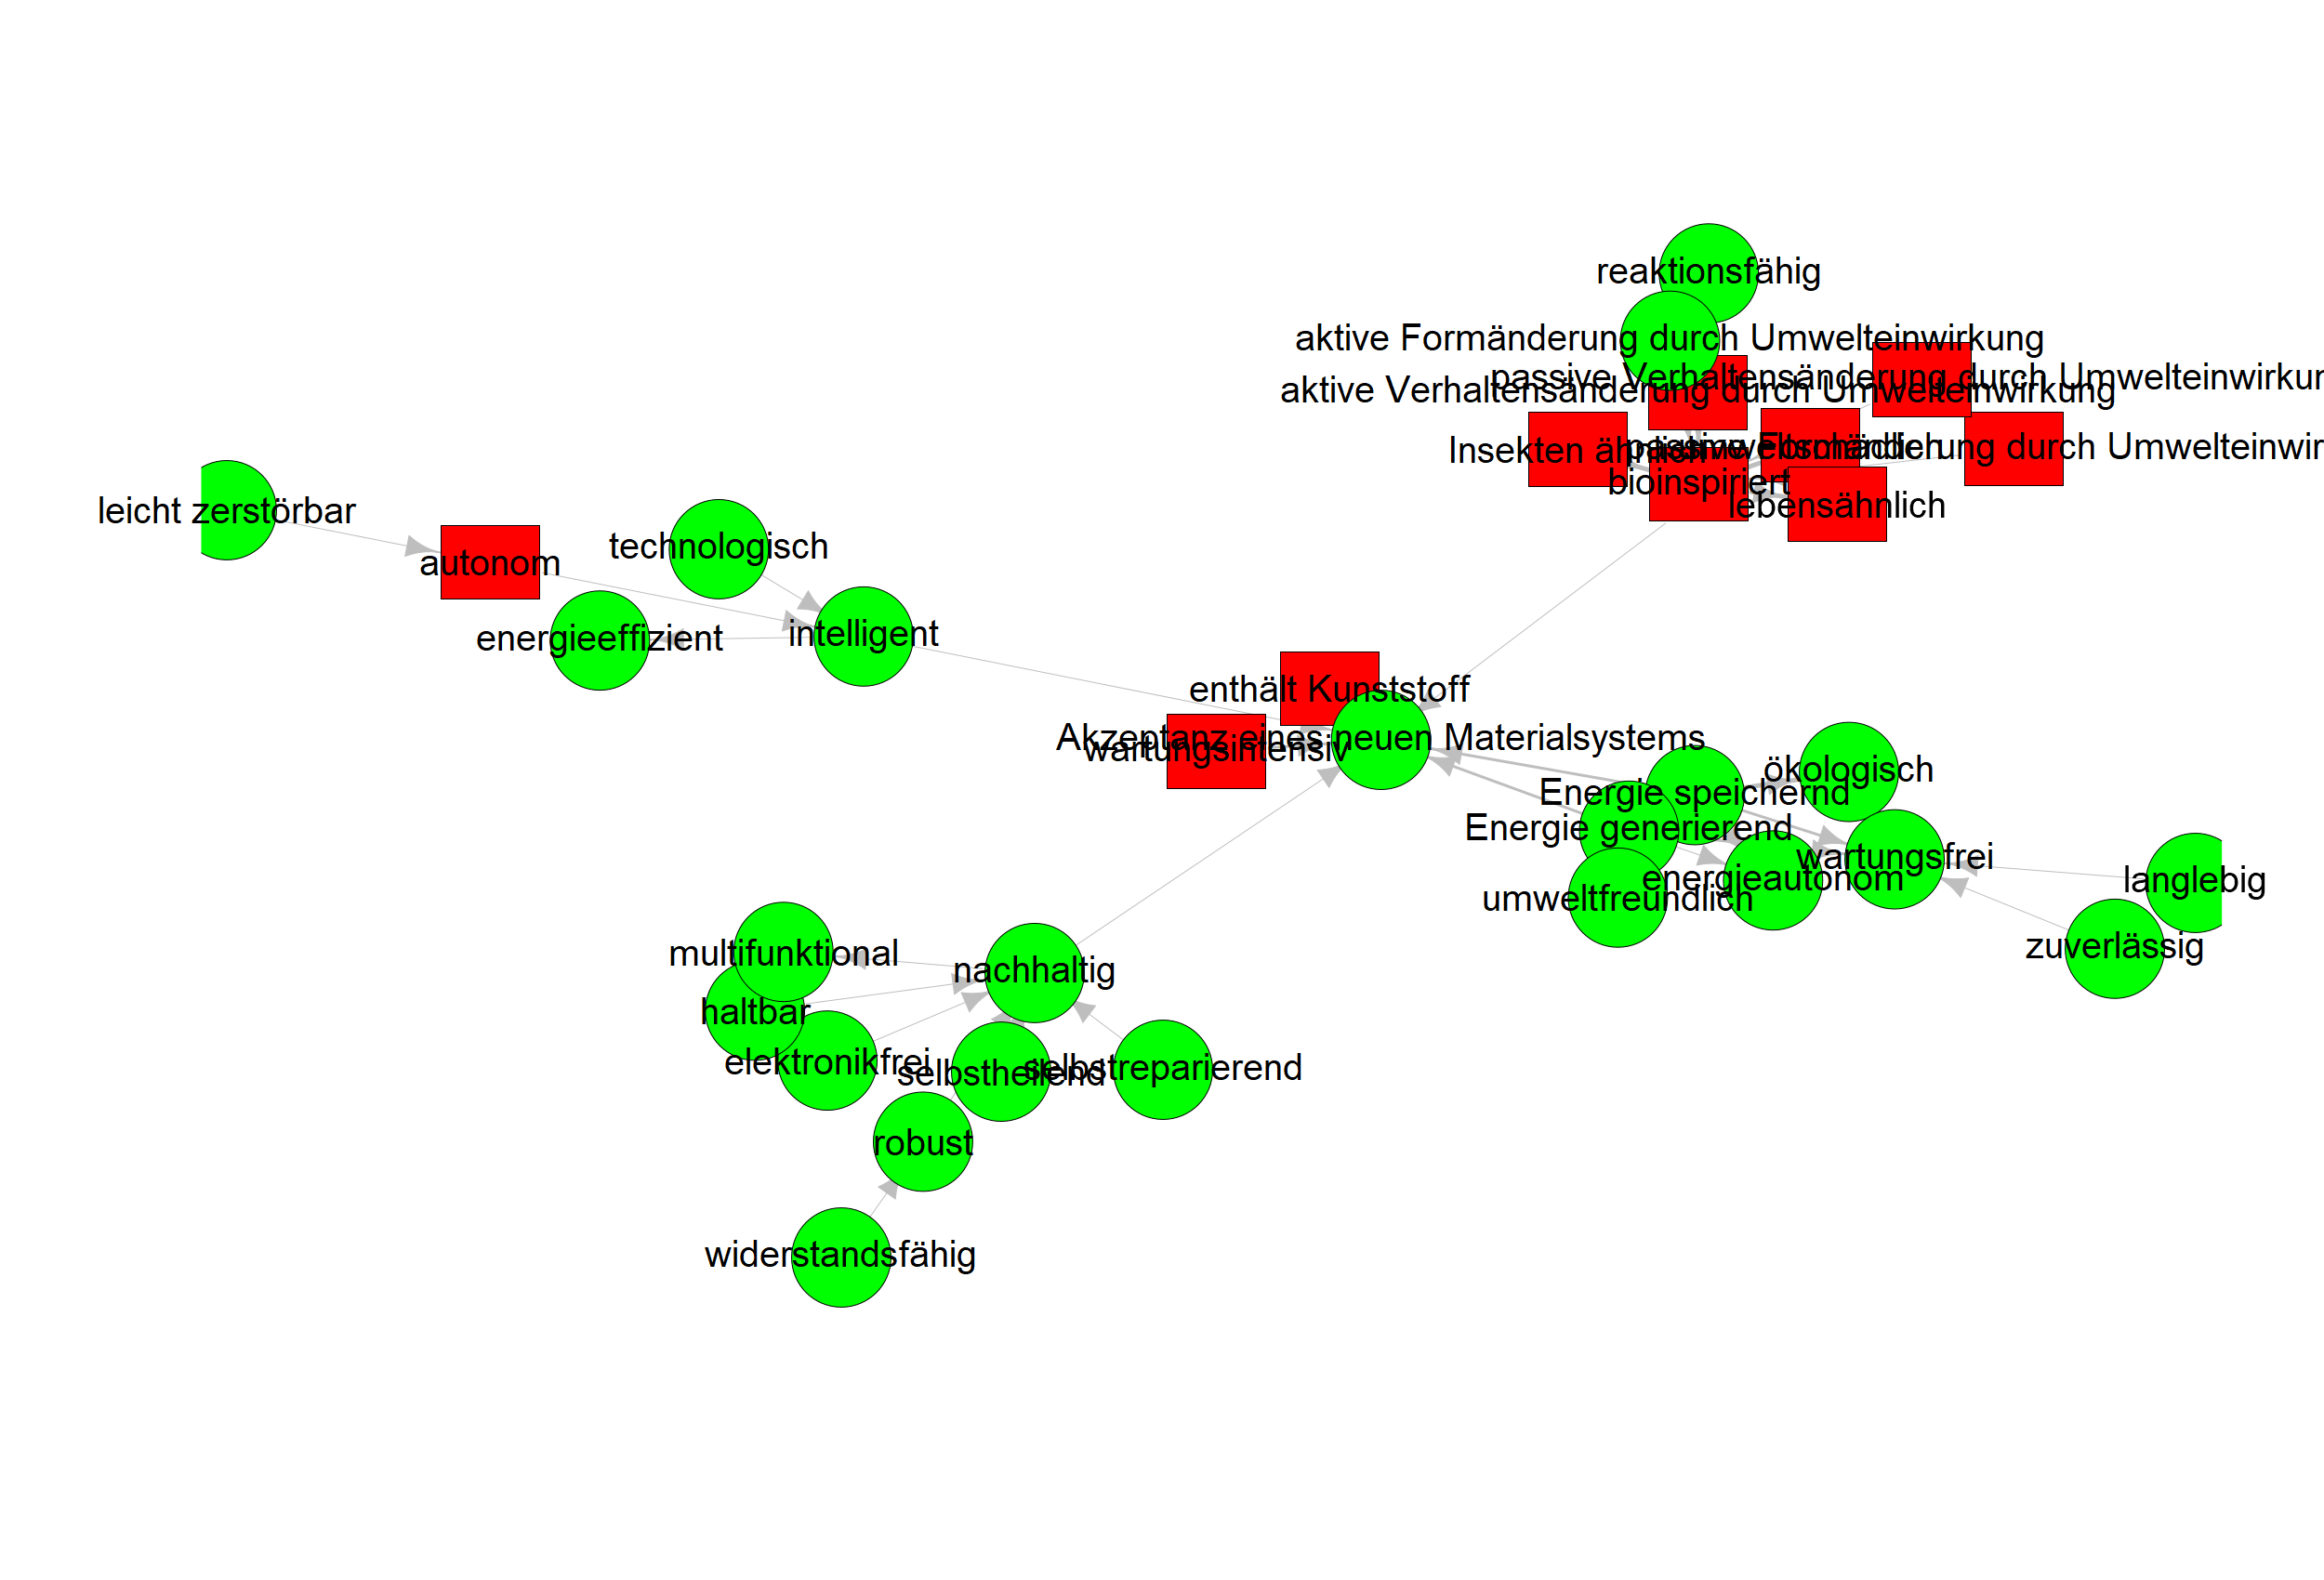 reaktionsfähig
aktive Formänderung durch Umwelteinwirkung
passive Verhaltensänderung durch Umwelteinwirkun
aktive Verhaltensänderung durch Umwelteinwirkung
Insekten ähnlich
passive Formänderung durch Umwelteinwir
bioinspiriert
lebensähnlich
leicht zerstörbar
technologisch
autonom
energieeffizient
intelligent
enthält Kunststoff
Akzeptanz eines neuen Materialsystems
wartungsintensiv
ökologisch
Energie speichernd
Energie generierend
wartungsfrei
energieautonom
langlebig
umweltfreundlich
zuverlässig
multifunktional
nachhaltig
haltbar
elektronikfrei
selbstheilend
selbstreparierend
robust
widerstandsfähig